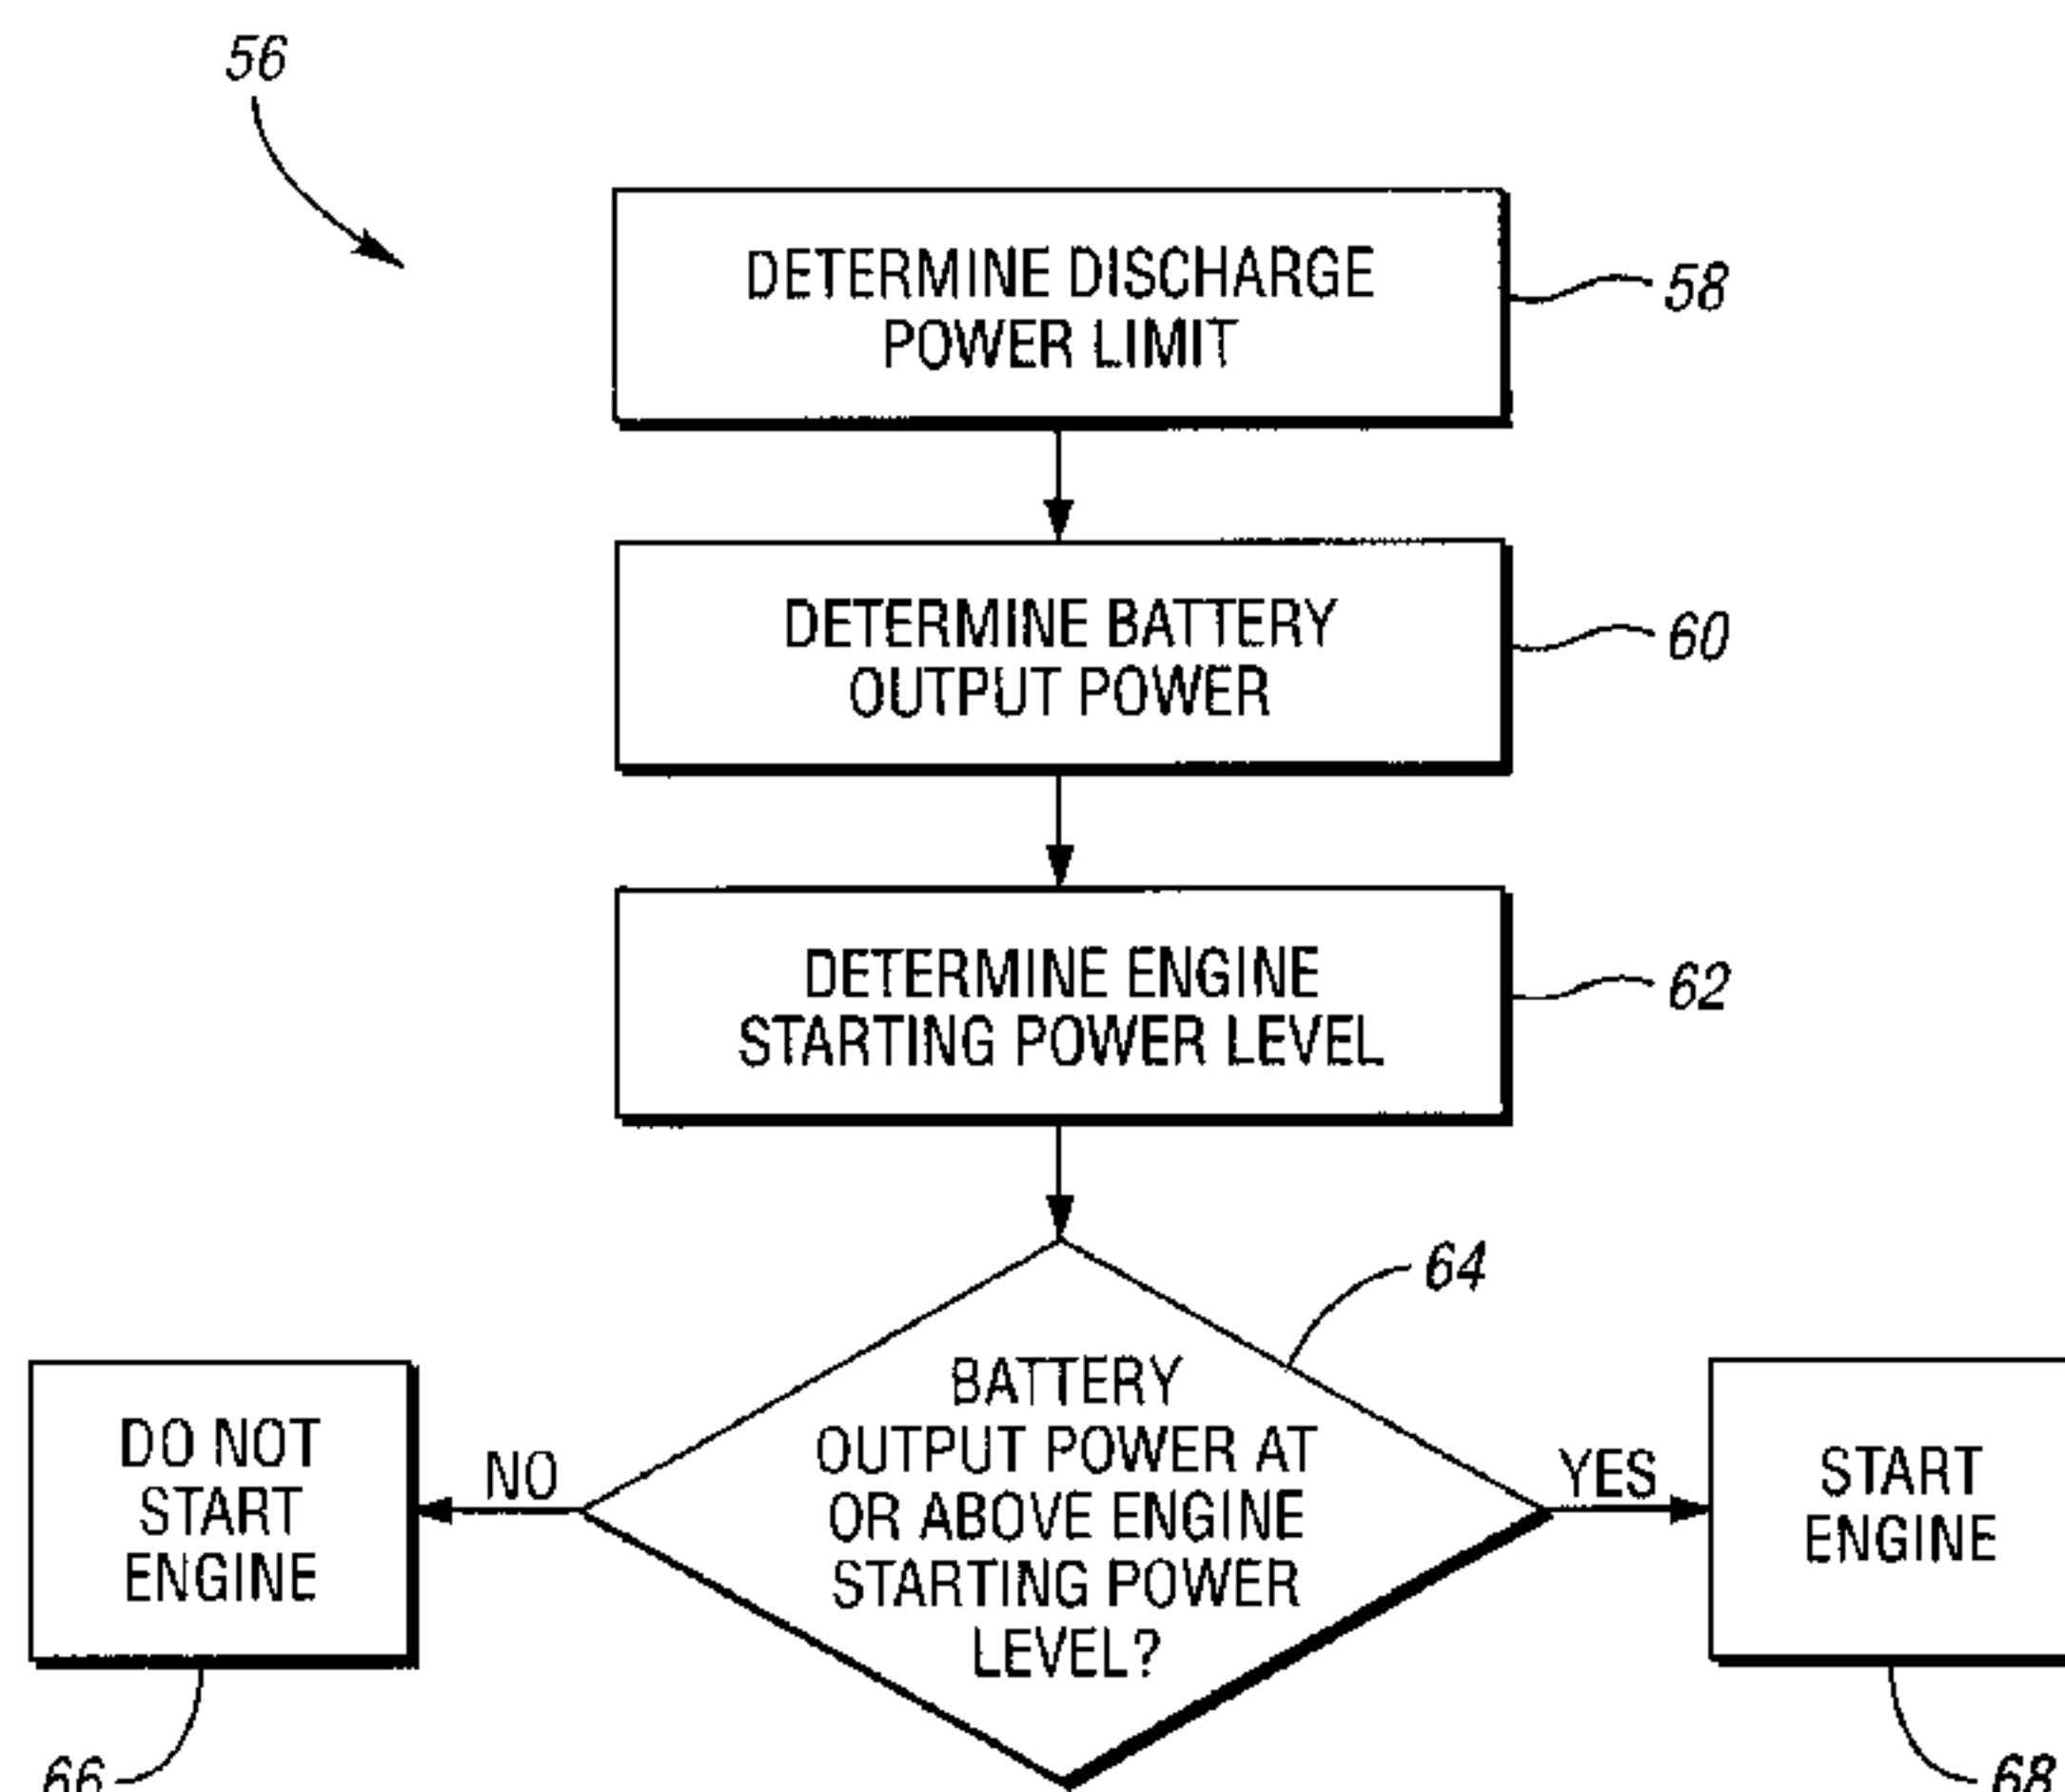 56
DETERMINE DISCHARGE
POWER LIMIT
58
DETERMINE BATTERY
OUTPUT POWER
60
DETERMINE ENGINE
STARTING POWER LEVEL
62
64
BATTERY
OUTPUT POWER AT
OR ABOVE ENGINE
STARTING POWER
LEVEL?
NO
DO NOT
START
ENGINE
YES
START
ENGINE
66
68